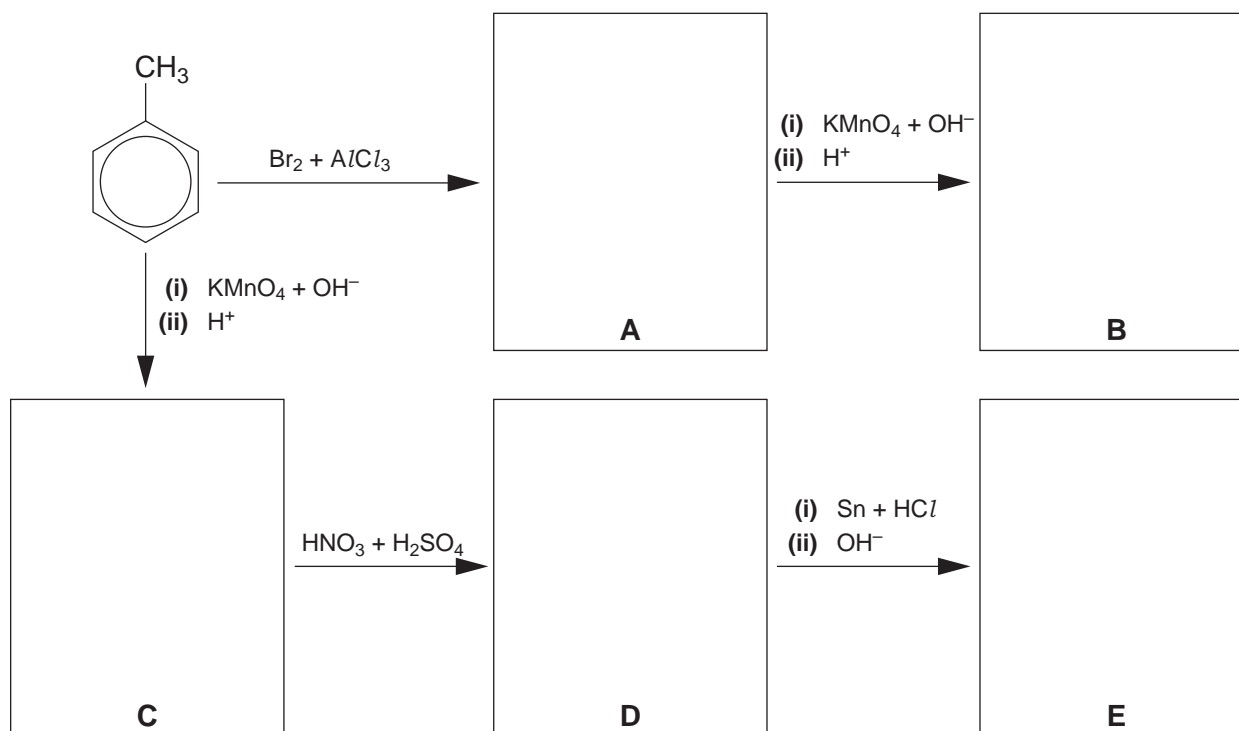 CH₃
Br₂ + AlCl₃
(i) KMnO₄ + OH⁻
(ii) H⁺
A
B
(i) KMnO₄ + OH⁻
(ii) H⁺
HNO₃ + H₂SO₄
(i) Sn + HCl
(ii) OH⁻
C
D
E